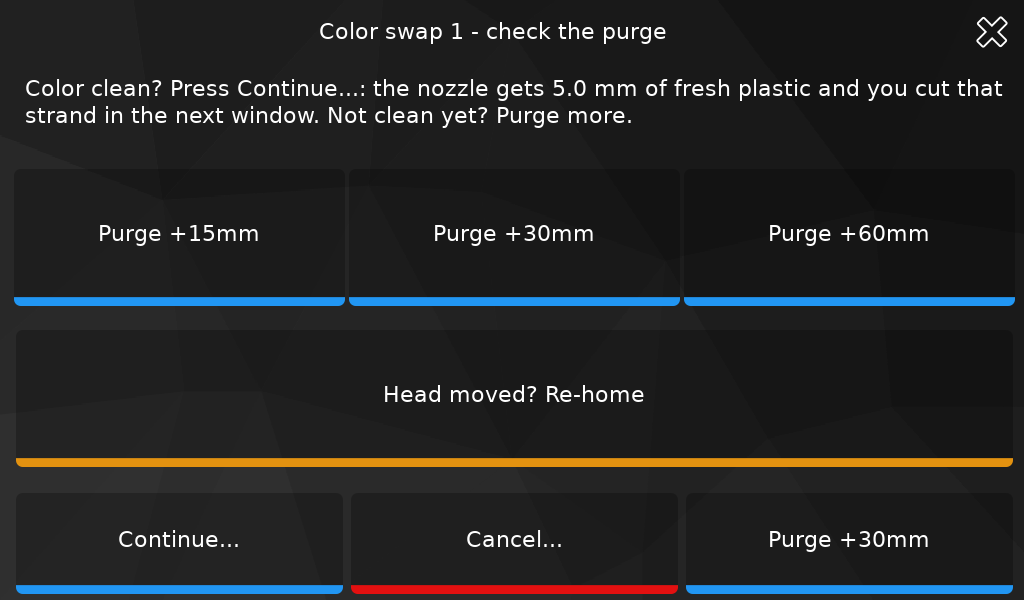 Color swap 1 - check the purge
Color clean? Press Continue...: the nozzle gets 5.0 mm of fresh plastic and you cut that
strand in the next window. Not clean yet? Purge more.
Purge +15mm
Purge +30mm
Purge +60mm
Head moved? Re-home
Continue...
Cancel...
Purge +30mm